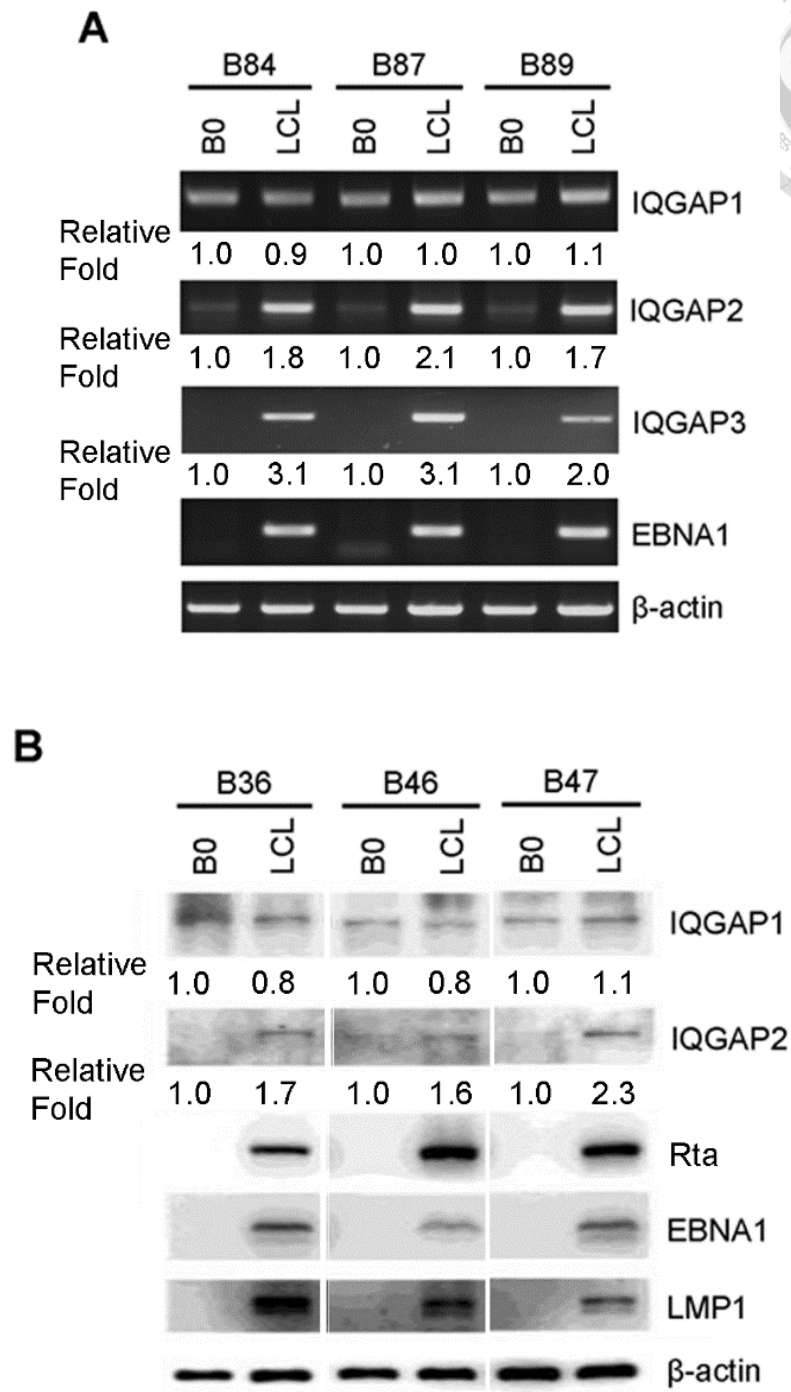 A
B84 B87 B89
B0 LCL B0 LCL B0 LCL
IQGAP1
Relative
Fold
1.0 0.9 1.0 1.0 1.0 1.1
IQGAP2
Relative
Fold
1.0 1.8 1.0 2.1 1.0 1.7
IQGAP3
Relative
Fold
1.0 3.1 1.0 3.1 1.0 2.0
EBNA1
β-actin
B
B36 B46 B47
B0 LCL B0 LCL B0 LCL
IQGAP1
Relative
Fold
1.0 0.8 1.0 0.8 1.0 1.1
IQGAP2
Relative
Fold
1.0 1.7 1.0 1.6 1.0 2.3
Rta
EBNA1
LMP1
β-actin